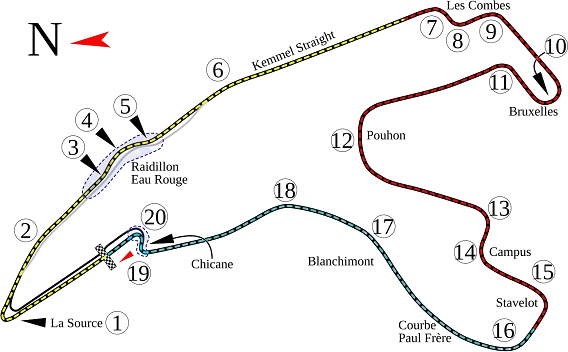 N
Les Combes
7
8
9
10
Kemmel Straight
6
11
Bruxelles
5
4
3
Raidillon
Eau Rouge
12
Pouhon
2
20
19
Chicane
18
17
Blanchimont
13
14
Campus
15
Stavelot
16
Courbe
Paul Frère
La Source
1